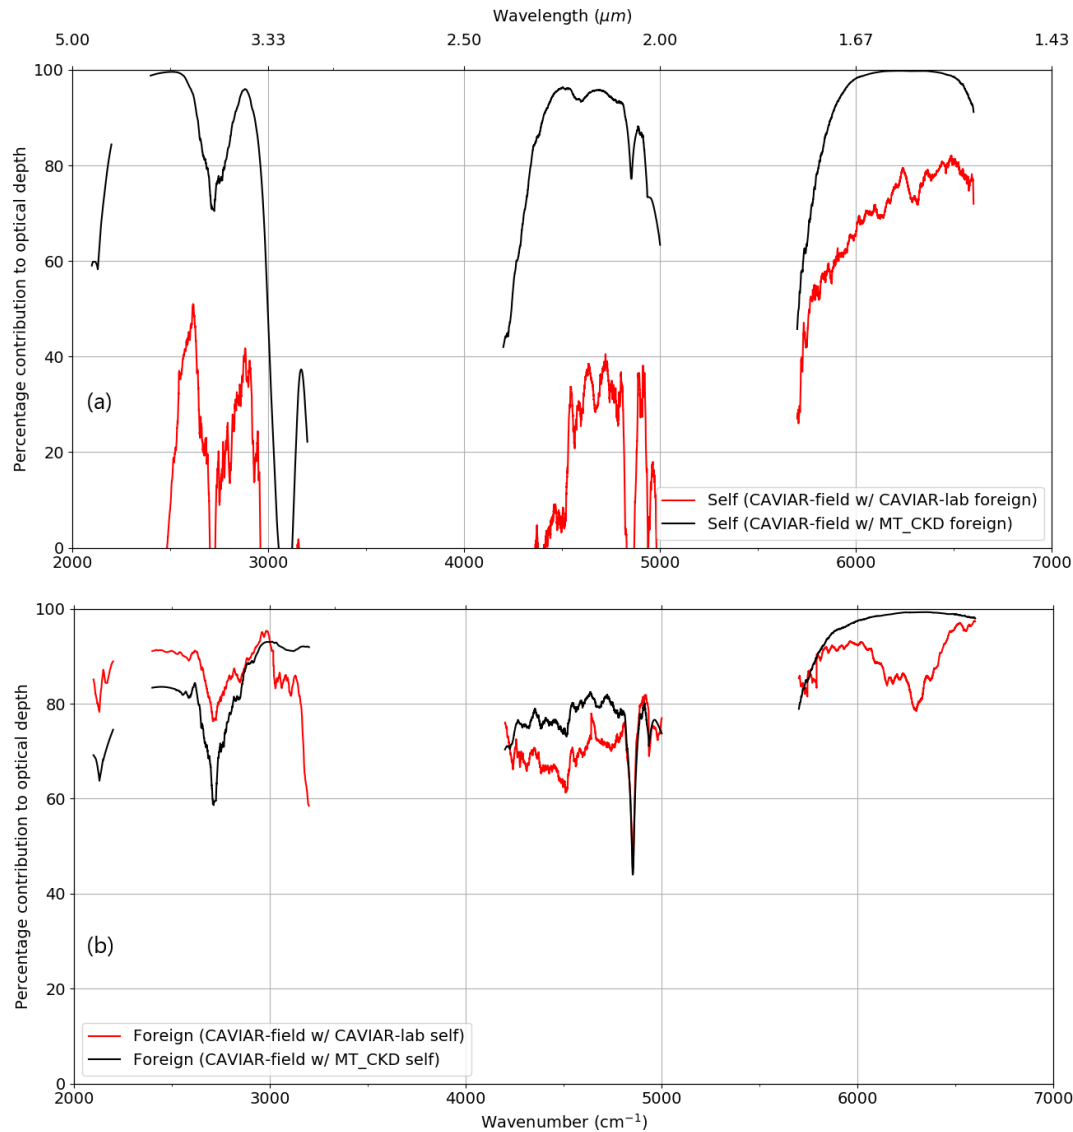 Wavelength (μm)
5.00 3.33 2.50 2.00 1.67 1.43
Percentage contribution to optical depth
100
80
60
40
20
0
(a)
Self (CAVIAR-field w/ CAVIAR-lab foreign)
Self (CAVIAR-field w/ MT_CKD foreign)
2000 3000 4000 5000 6000 7000
Percentage contribution to optical depth
100
80
60
40
20
0
(b)
Foreign (CAVIAR-field w/ CAVIAR-lab self)
Foreign (CAVIAR-field w/ MT_CKD self)
2000 3000 4000 5000 6000 7000
Wavenumber (cm⁻¹)